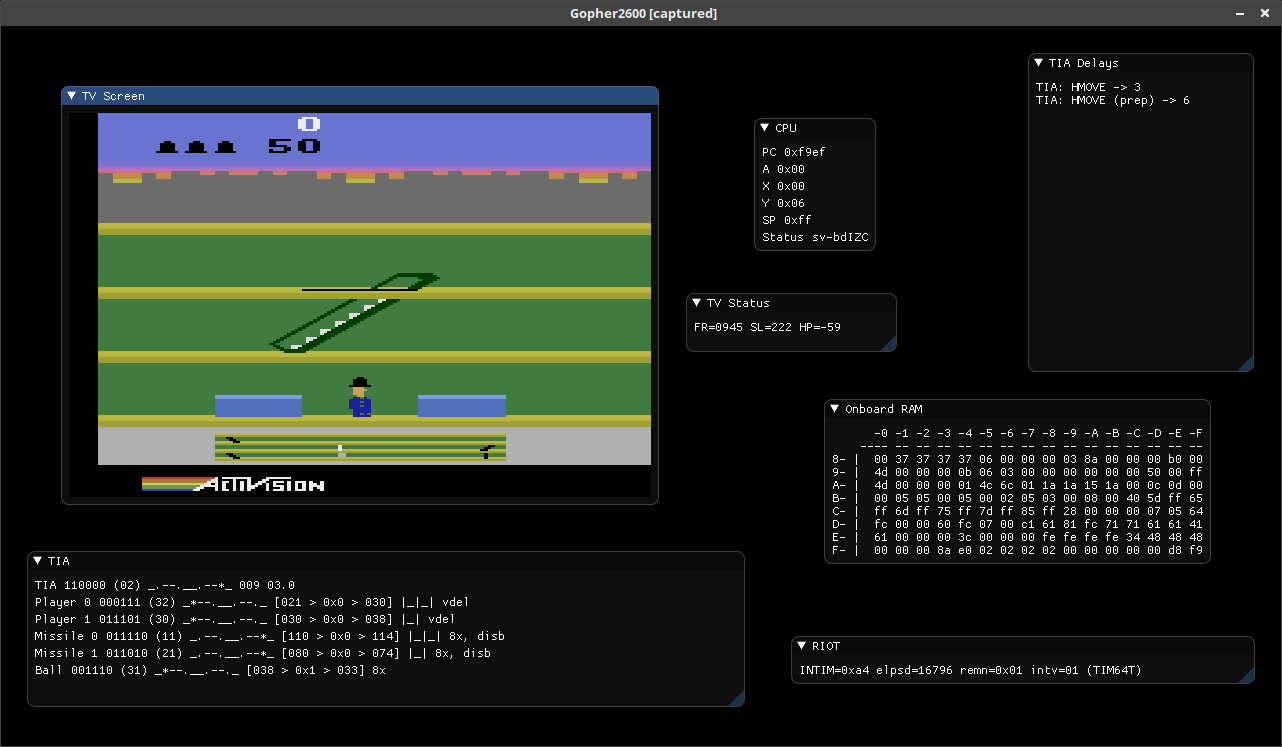 Gopher2600 [captured]
TV Screen
0
50
ACTIVISION
TIA Delays
TIA: HMOVE -> 3
TIA: HMOVE (prep) -> 6
CPU
PC 0xf9ef
A 0x00
X 0x00
Y 0x06
SP 0xff
Status sv-bdIZC
TV Status
FR=0945 SL=222 HP=-59
Onboard RAM
-0 -1 -2 -3 -4 -5 -6 -7 -8 -9 -A -B -C -D -E -F
---- -- -- -- -- -- -- -- -- -- -- -- -- -- -- --
8- | 00 37 37 37 37 06 00 00 00 03 8a 00 00 00 b0 00
9- | 4d 00 00 00 0b 06 03 00 00 00 00 00 00 50 00 ff
A- | 4d 00 00 00 01 4c 6c 01 1a 1a 15 1a 00 0c 0d 00
B- | 00 05 05 00 05 00 02 05 03 00 08 00 40 5d ff 65
C- | ff 6d ff 75 ff 7d ff 85 ff 28 00 00 00 07 05 64
D- | fc 00 00 60 fc 07 00 c1 61 81 fc 71 71 61 61 41
E- | 61 00 00 00 3c 00 00 00 fe fe fe fe 34 48 48 48
F- | 00 00 00 8a e0 02 02 02 02 00 00 00 00 00 d8 f9
TIA
TIA 110000 (02) _.--.__.--*_ 009 03.0
Player 0 000111 (32) _*--.__.--._ [021 > 0x0 > 030] |_|_| vdel
Player 1 011101 (30) _*--.__.--._ [030 > 0x0 > 038] |_| vdel
Missile 0 011110 (11) _.--.__.--*_ [110 > 0x0 > 114] |_|_| 8x, disb
Missile 1 011010 (21) _.--.__.--*_ [080 > 0x0 > 074] |_| 8x, disb
Ball 001110 (31) _*--.__.--._ [038 > 0x1 > 033] 8x
RIOT
INTIM=0xa4 elpsd=16796 remn=0x01 intv=01 (TIM64T)